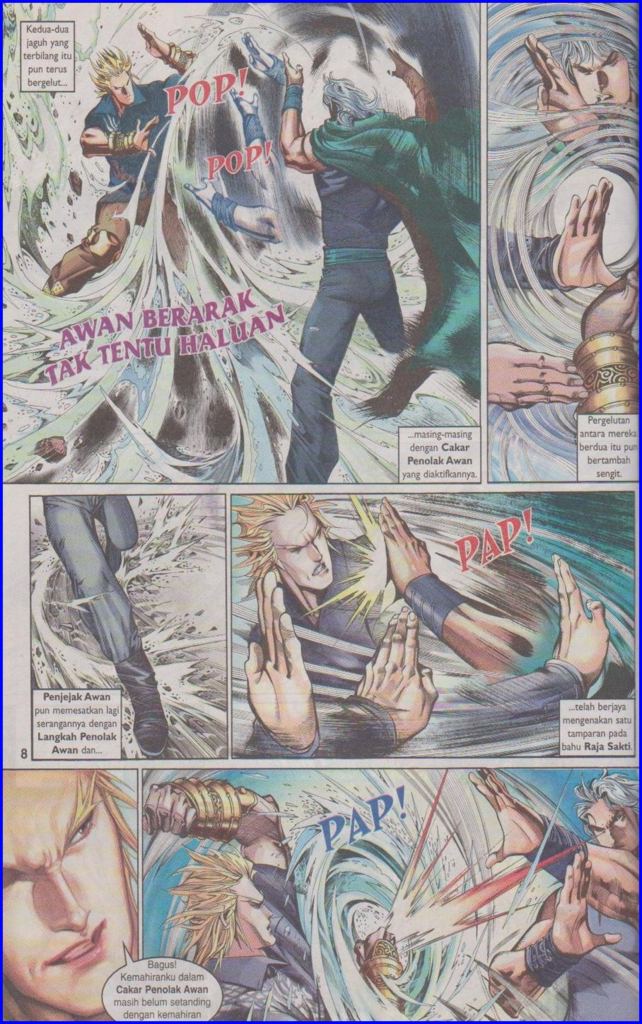 Kedua-dua
jaguh yang
terbilang itu
pun terus
bergelut...
POP!
POP!
AWAN BERARAK
TAK TENTU HALUAN
...masing-masing
dengan Cakar
Penolak Awan
yang diaktifkannya.
Pergelutan
antara mereka
berdua itu pun
bertambah
sengit.
Penjejak Awan
pun memesatkan lagi
serangannya dengan
Langkah Penolak
Awan dan...
8
PAP!
...telah berjaya
mengenakan satu
tamparan pada
bahu Raja Sakti.
PAP!
Bagus!
Kemahiranku dalam
Cakar Penolak Awan
masih belum setanding
dengan kemahiran